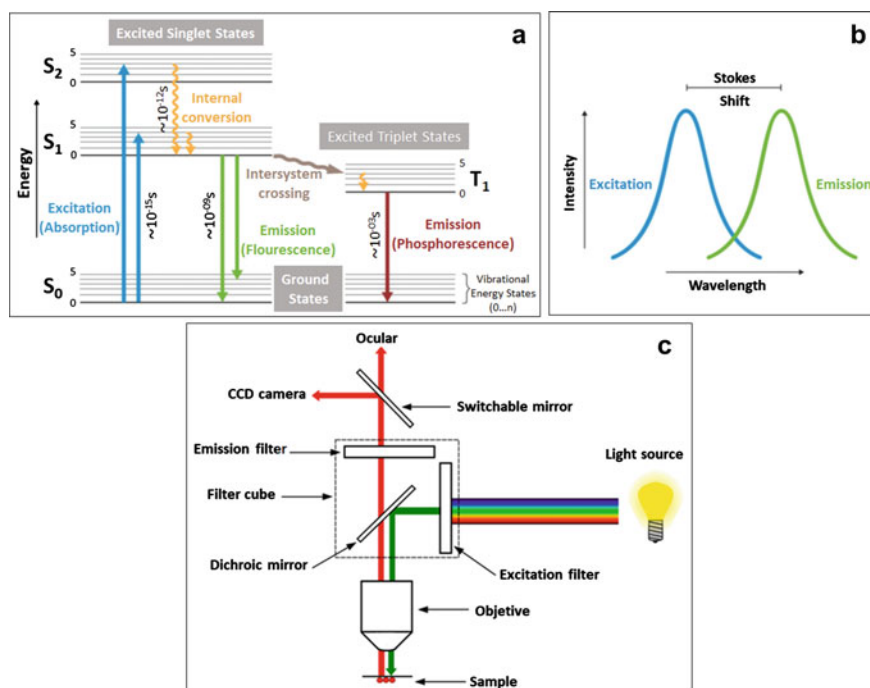 a
Excited Singlet States
5
S2
0
~10-12s
Internal
conversion
5
S1
0
Energy
Excitation
(Absorption)
~10-15s
~10-09s
Intersystem
crossing
Emission
(Flourescence)
Excited Triplet States
5
T1
0
~10-03s
Emission
(Phosphorescence)
5
S0
0
Ground
States
Vibrational
Energy States
(0...n)
b
Stokes
Shift
Excitation
Emission
Intensity
Wavelength
c
Ocular
CCD camera
Switchable mirror
Emission filter
Light source
Filter cube
Dichroic mirror
Excitation filter
Objetive
Sample